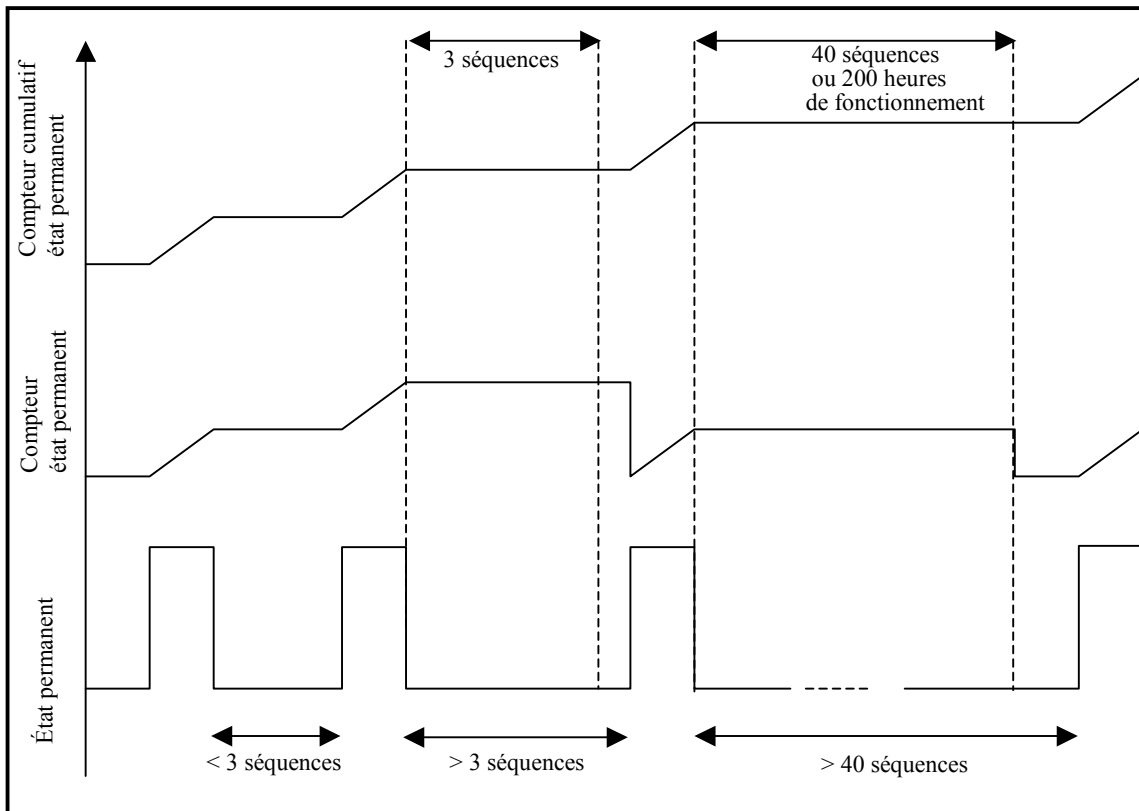 3 séquences
40 séquences
ou 200 heures
de fonctionnement
Compteur cumulatif
état permanent
Compteur
état permanent
État permanent
< 3 séquences
> 3 séquences
> 40 séquences